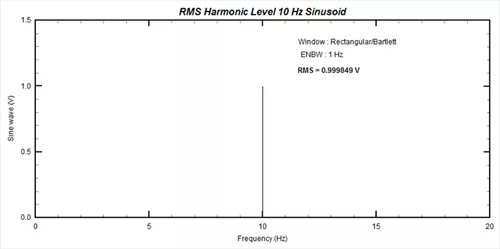 RMS Harmonic Level 10 Hz Sinusoid
Window : Rectangular/Bartlett
ENBW : 1 Hz
RMS = 0.999849 V
Sine wave (V)
1.5
1.0
0.5
0.0
0
5
10
15
20
Frequency (Hz)